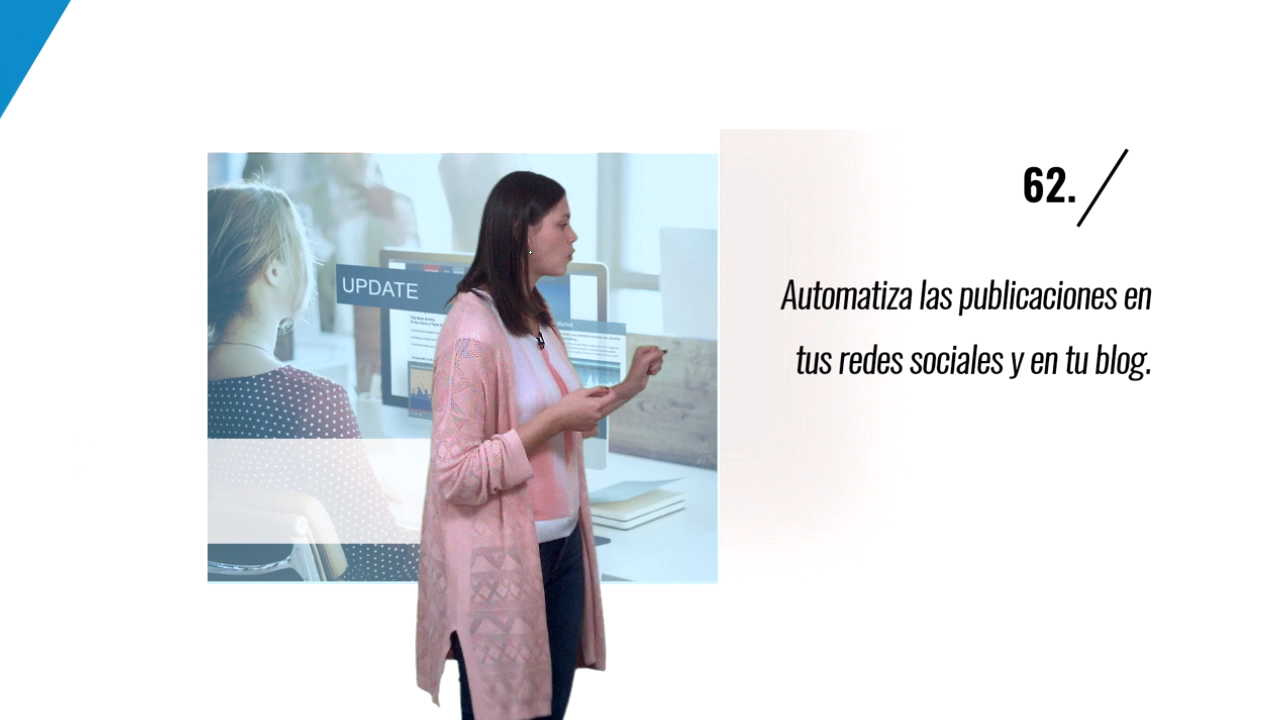 62.
Automatiza las publicaciones en
tus redes sociales y en tu blog.
UPDATE